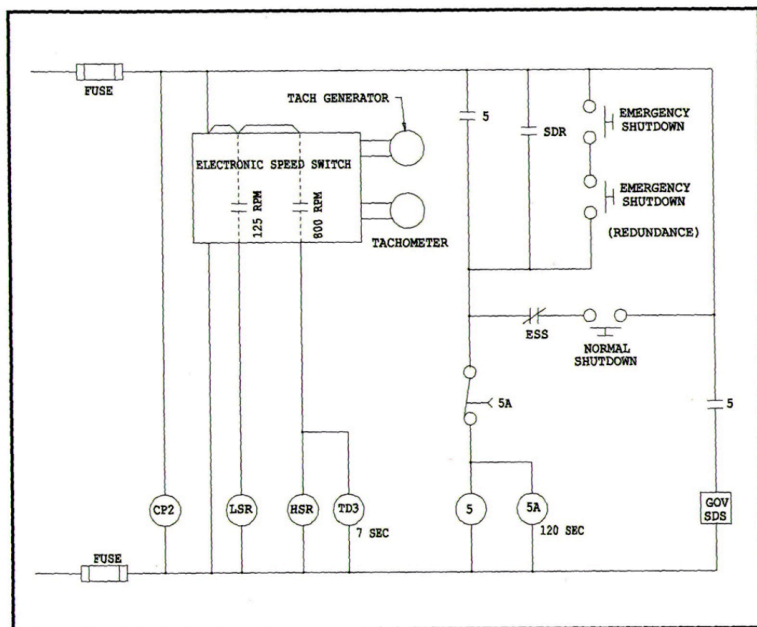 FUSE
TACH GENERATOR
5
SDR
EMERGENCY
SHUTDOWN
ELECTRONIC SPEED SWITCH
125 RPM
800 RPM
EMERGENCY
SHUTDOWN
(REDUNDANCE)
TACHOMETER
ESS
NORMAL
SHUTDOWN
5A
5
CP2
LSR
HSR
TD3
5
5A
GOV
SDS
7 SEC
120 SEC
FUSE